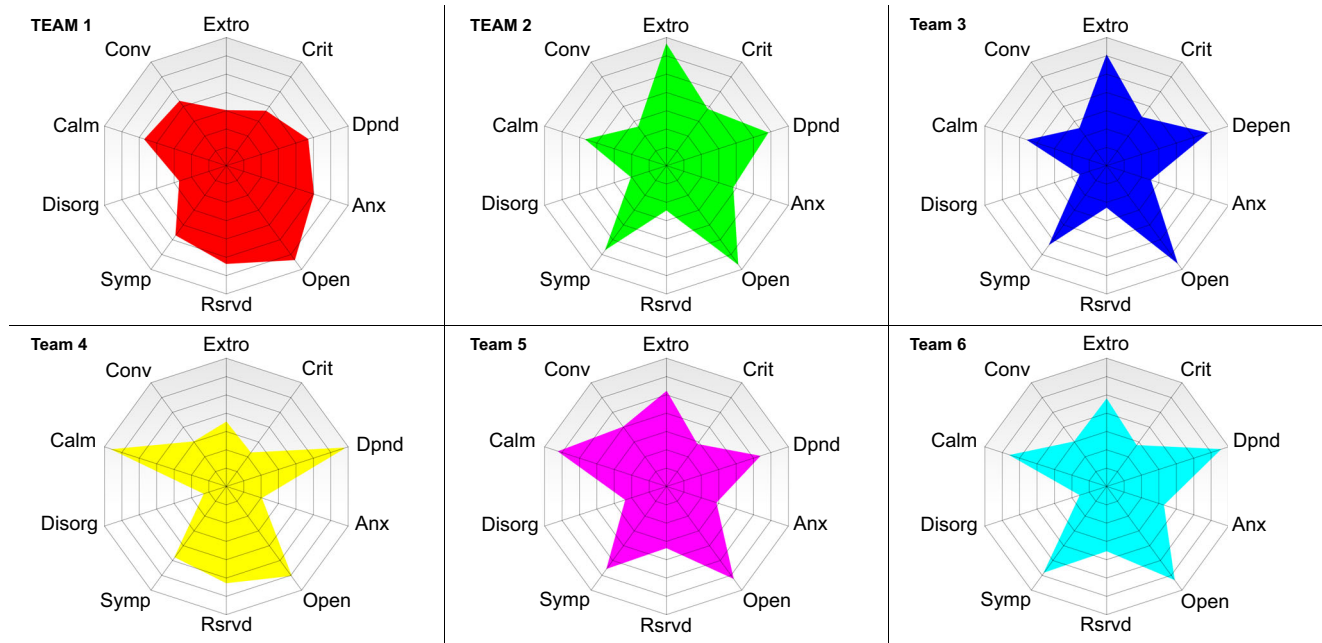 TEAM 1
Extro
Conv
Crit
Calm
Dpnd
Disorg
Anx
Symp
Open
Rsrvd
TEAM 2
Extro
Conv
Crit
Calm
Dpnd
Disorg
Anx
Symp
Open
Rsrvd
Team 3
Extro
Conv
Crit
Calm
Depen
Disorg
Anx
Symp
Open
Rsrvd
Team 4
Extro
Conv
Crit
Calm
Dpnd
Disorg
Anx
Symp
Open
Rsrvd
Team 5
Extro
Conv
Crit
Calm
Dpnd
Disorg
Anx
Symp
Open
Rsrvd
Team 6
Extro
Conv
Crit
Calm
Dpnd
Disorg
Anx
Symp
Open
Rsrvd